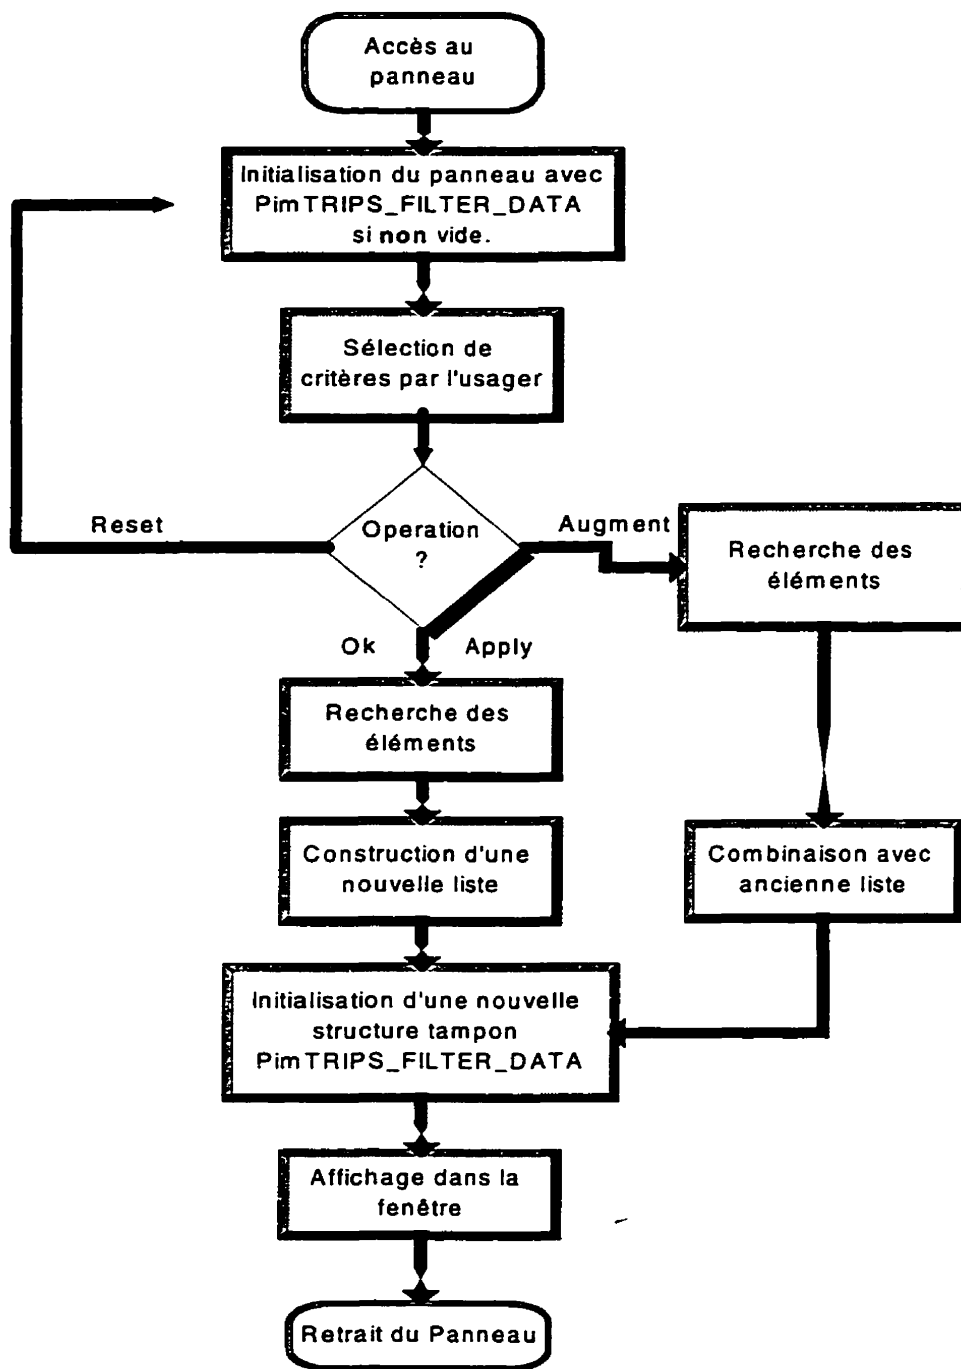 Accès au
panneau
Initialisation du panneau avec
PimTRIPS_FILTER_DATA
si non vide.
Sélection de
critères par l'usager
Reset
Operation
?
Augment
Recherche des
éléments
Ok
Apply
Recherche des
éléments
Construction d'une
nouvelle liste
Combinaison avec
ancienne liste
Initialisation d'une nouvelle
structure tampon
PimTRIPS_FILTER_DATA
Affichage dans la
fenêtre
Retrait du Panneau